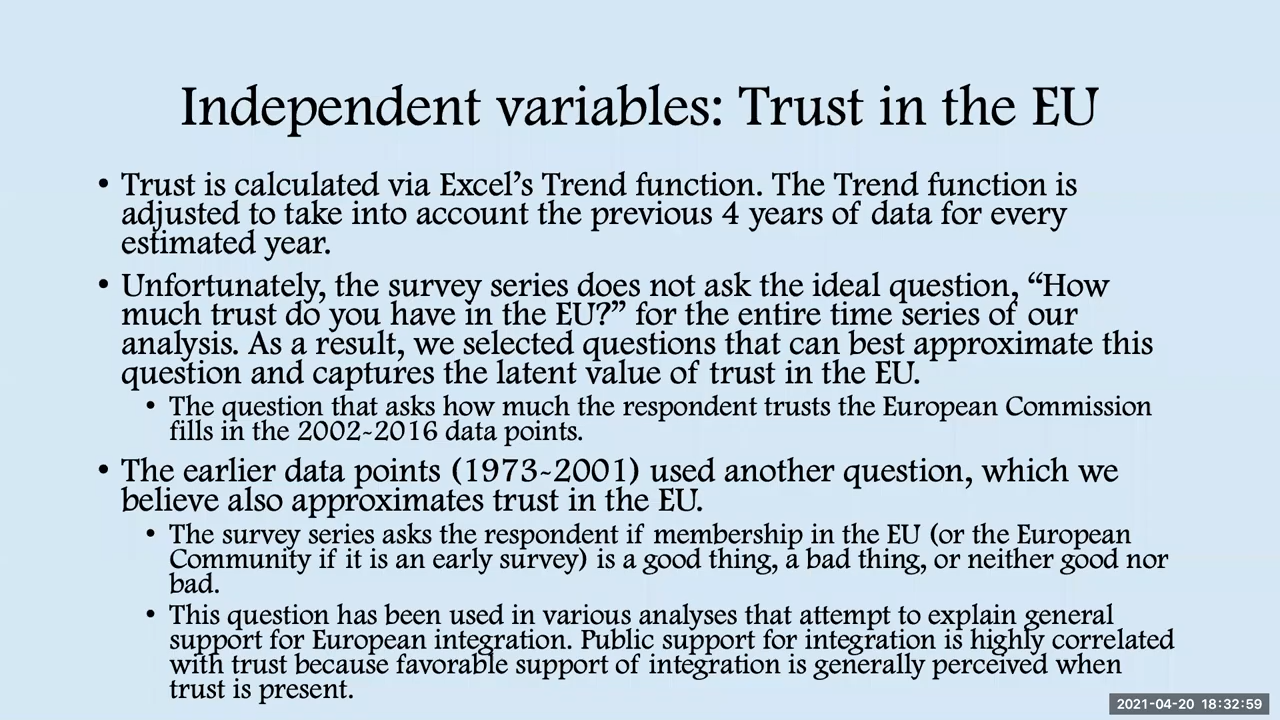 Independent variables: Trust in the EU
• Trust is calculated via Excel’s Trend function. The Trend function is
adjusted to take into account the previous 4 years of data for every
estimated year.
• Unfortunately, the survey series does not ask the ideal question, “How
much trust do you have in the EU?” for the entire time series of our
analysis. As a result, we selected questions that can best approximate this
question and captures the latent value of trust in the EU.
• The question that asks how much the respondent trusts the European Commission
fills in the 2002-2016 data points.
• The earlier data points (1973-2001) used another question, which we
believe also approximates trust in the EU.
• The survey series asks the respondent if membership in the EU (or the European
Community if it is an early survey) is a good thing, a bad thing, or neither good nor
bad.
• This question has been used in various analyses that attempt to explain general
support for European integration. Public support for integration is highly correlated
with trust because favorable support of integration is generally perceived when
trust is present.
2021-04-20 18:32:59